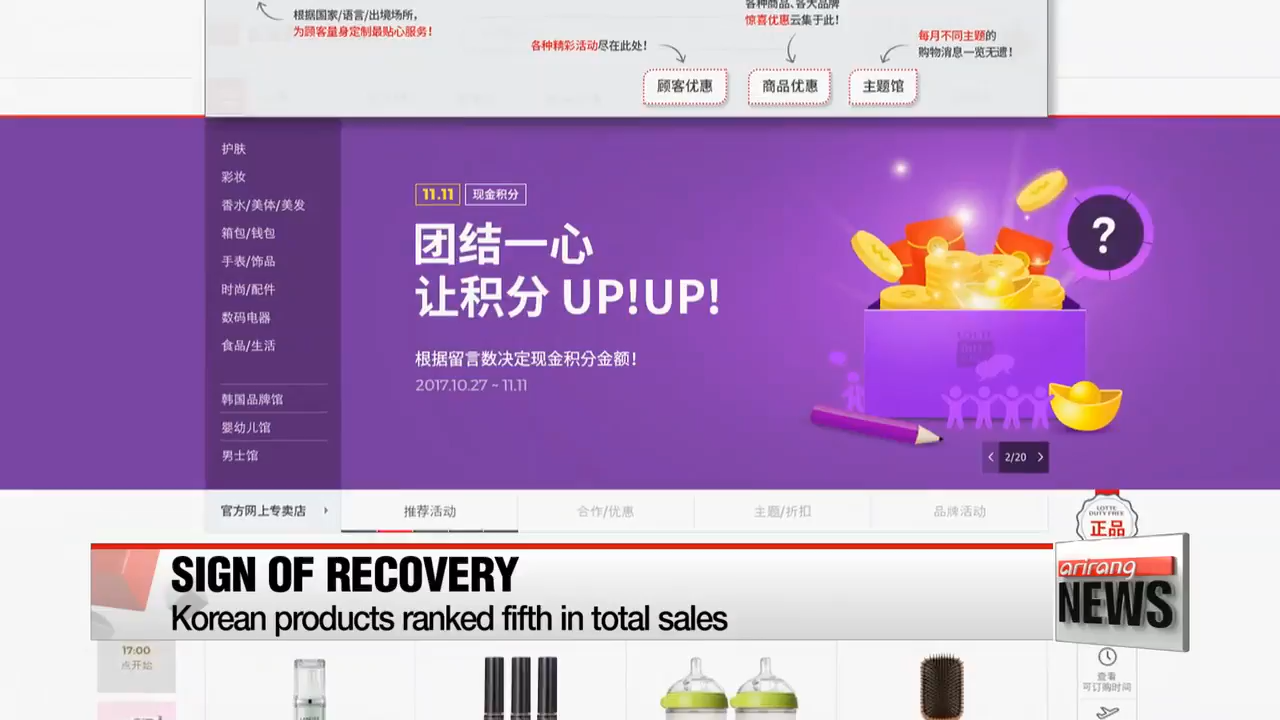 根据国家/语言/出境场所，
为顾客量身定制最贴心服务！
各种精彩活动尽在此处！
各种商品、各大品牌
惊喜优惠云集于此！
每月不同主题的
购物消息一览无遗！
顾客优惠
商品优惠
主题馆
护肤
彩妆
香水/美体/美发
箱包/钱包
手表/饰品
时尚/配件
数码电器
食品/生活
韩国品牌馆
婴幼儿馆
男士馆
11.11 现金积分
团结一心
让积分 UP!UP!
根据留言数决定现金积分金额！
2017.10.27 ~ 11.11
?
< 2/20 >
官方网上专卖店
推荐活动
合作/优惠
主题/折扣
品牌活动
LOTTE
DUTY FREE
正品
SIGN OF RECOVERY
Korean products ranked fifth in total sales
arirang
NEWS
17:00
点开始
查看
可订购时间